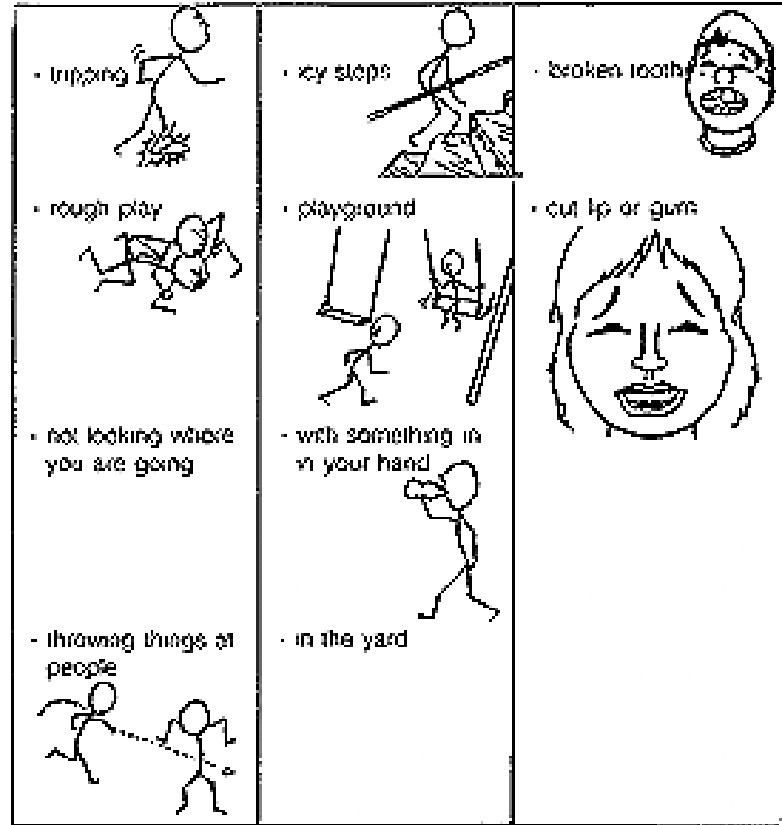 - tripping
- icy steps
- broken tooth
- rough play
- playground
- cut lip or gum
- not looking where
you are going
- with something in
in your hand
- throwing things at
people
- in the yard